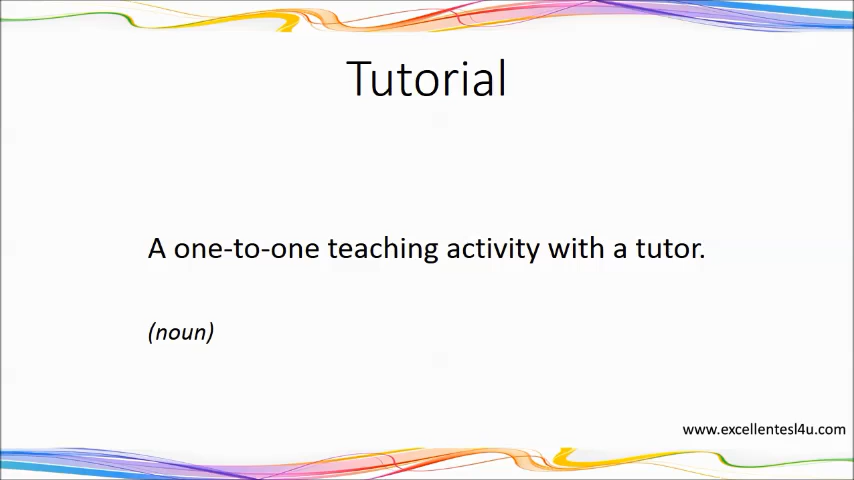 Tutorial
A one-to-one teaching activity with a tutor.
(noun)
www.excellentesl4u.com